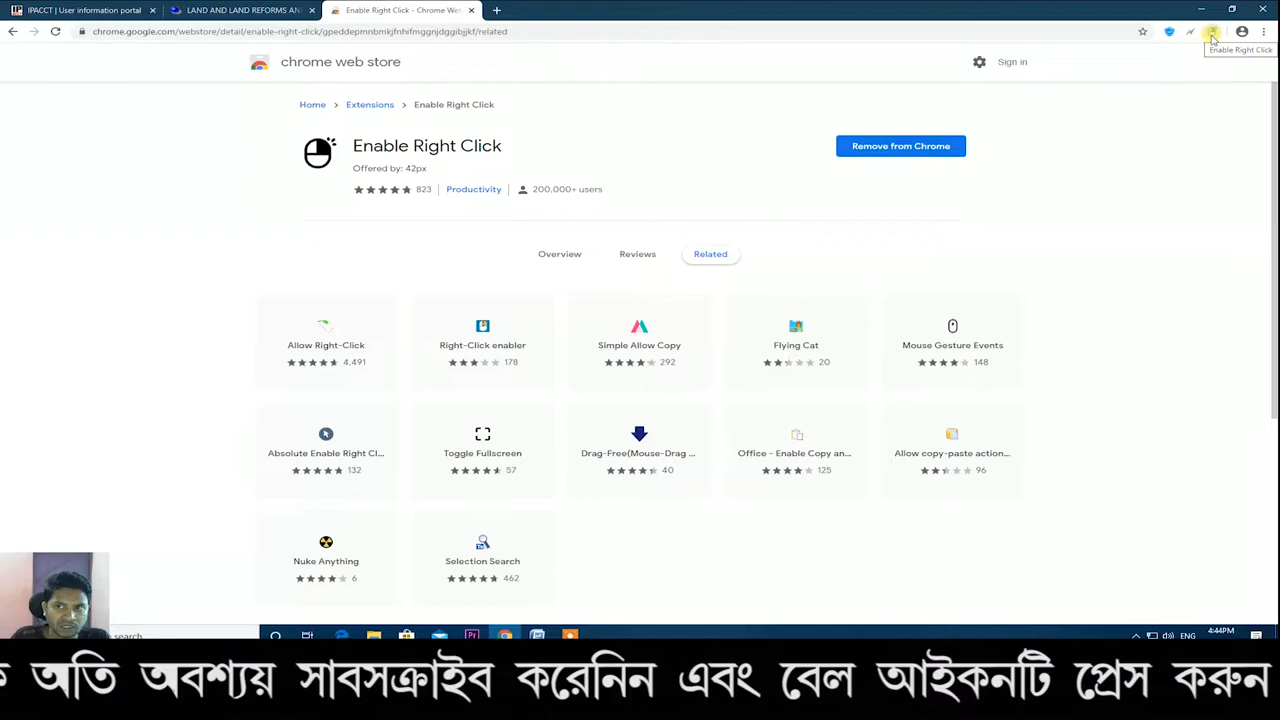 IPACCT | User information portal
LAND AND LAND REFORMS AN
Enable Right Click - Chrome Web
chrome.google.com/webstore/detail/enable-right-click/gpeddepmnbmkjfnhifmggnjdggibjjkf/related
Enable Right Click
chrome web store
Sign in
Home > Extensions > Enable Right Click
Enable Right Click
Remove from Chrome
Offered by: 42px
823 Productivity 200,000+ users
Overview Reviews Related
Allow Right-Click Right-Click enabler Simple Allow Copy Flying Cat Mouse Gesture Events
4,491 178 292 20 148
Absolute Enable Right Cl... Toggle Fullscreen Drag-Free(Mouse-Drag ... Office - Enable Copy an... Allow copy-paste action...
132 57 40 125 96
Nuke Anything Selection Search
6 462
search
ENG 4:44PM
অতি অবশ্যয় সাবসক্রাইব করেনিন এবং বেল আইকনটি প্রেস করুন